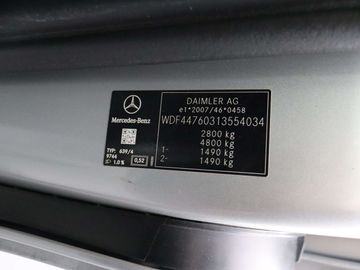 Mercedes-Benz
DAIMLER AG
e1*2007/46*0458
WDF44760313554034
2800 kg
4800 kg
1- 1490 kg
2- 1490 kg
TYP: 639/4
9744
1.0 % 0,52